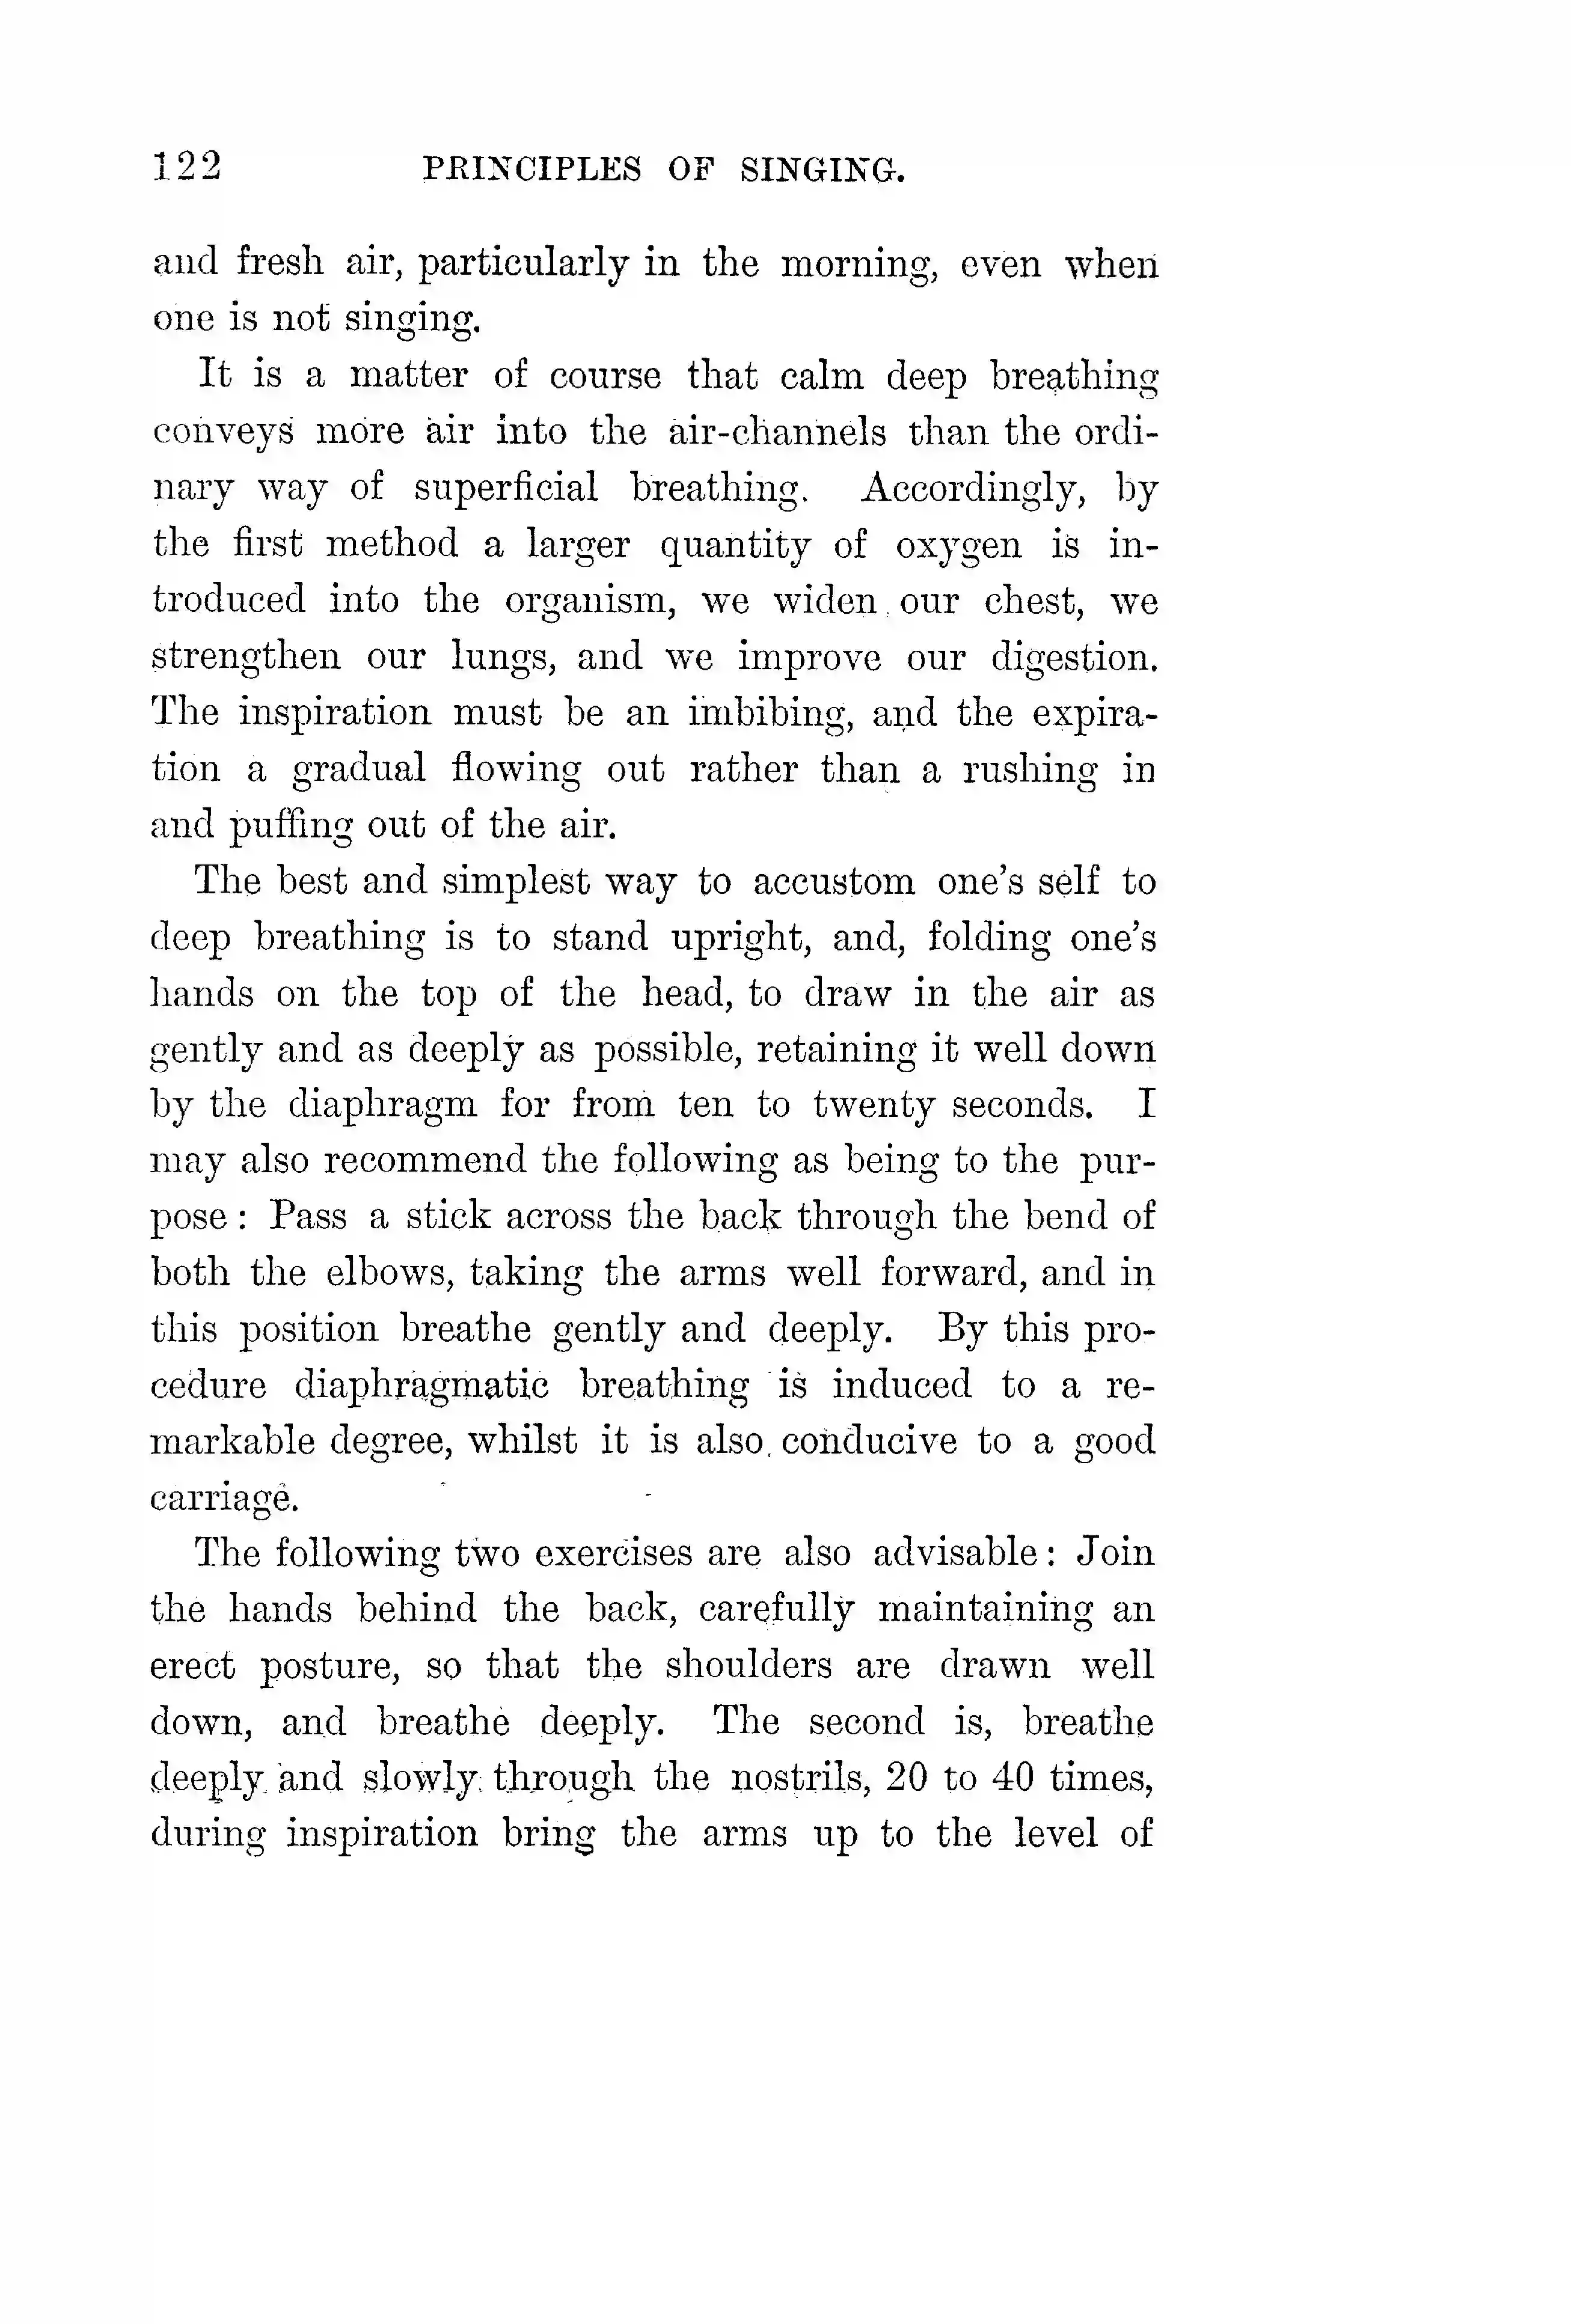 122 PRINCIPLES OF SINGING.
and fresh air, particularly in the morning, even when
one is not singing.
It is a matter of course that calm deep breathing
conveys more air into the air-channels than the ordi-
nary way of superficial breathing. Accordingly, by
the first method a larger quantity of oxygen is in-
troduced into the organism, we widen our chest, we
strengthen our lungs, and we improve our digestion.
The inspiration must be an imbibing, and the expira-
tion a gradual flowing out rather than a rushing in
and puffing out of the air.
The best and simplest way to accustom one's self to
deep breathing is to stand upright, and, folding one's
hands on the top of the head, to draw in the air as
gently and as deeply as possible, retaining it well down
by the diaphragm for from ten to twenty seconds. I
may also recommend the following as being to the pur-
pose : Pass a stick across the back through the bend of
both the elbows, taking the arms well forward, and in
this position breathe gently and deeply. By this pro-
cedure diaphragmatic breathing is induced to a re-
markable degree, whilst it is also conducive to a good
carriage.
The following two exercises are also advisable : Join
the hands behind the back, carefully maintaining an
erect posture, so that the shoulders are drawn well
down, and breathe deeply. The second is, breathe
deeply and slowly through the nostrils, 20 to 40 times,
during inspiration bring the arms up to the level of